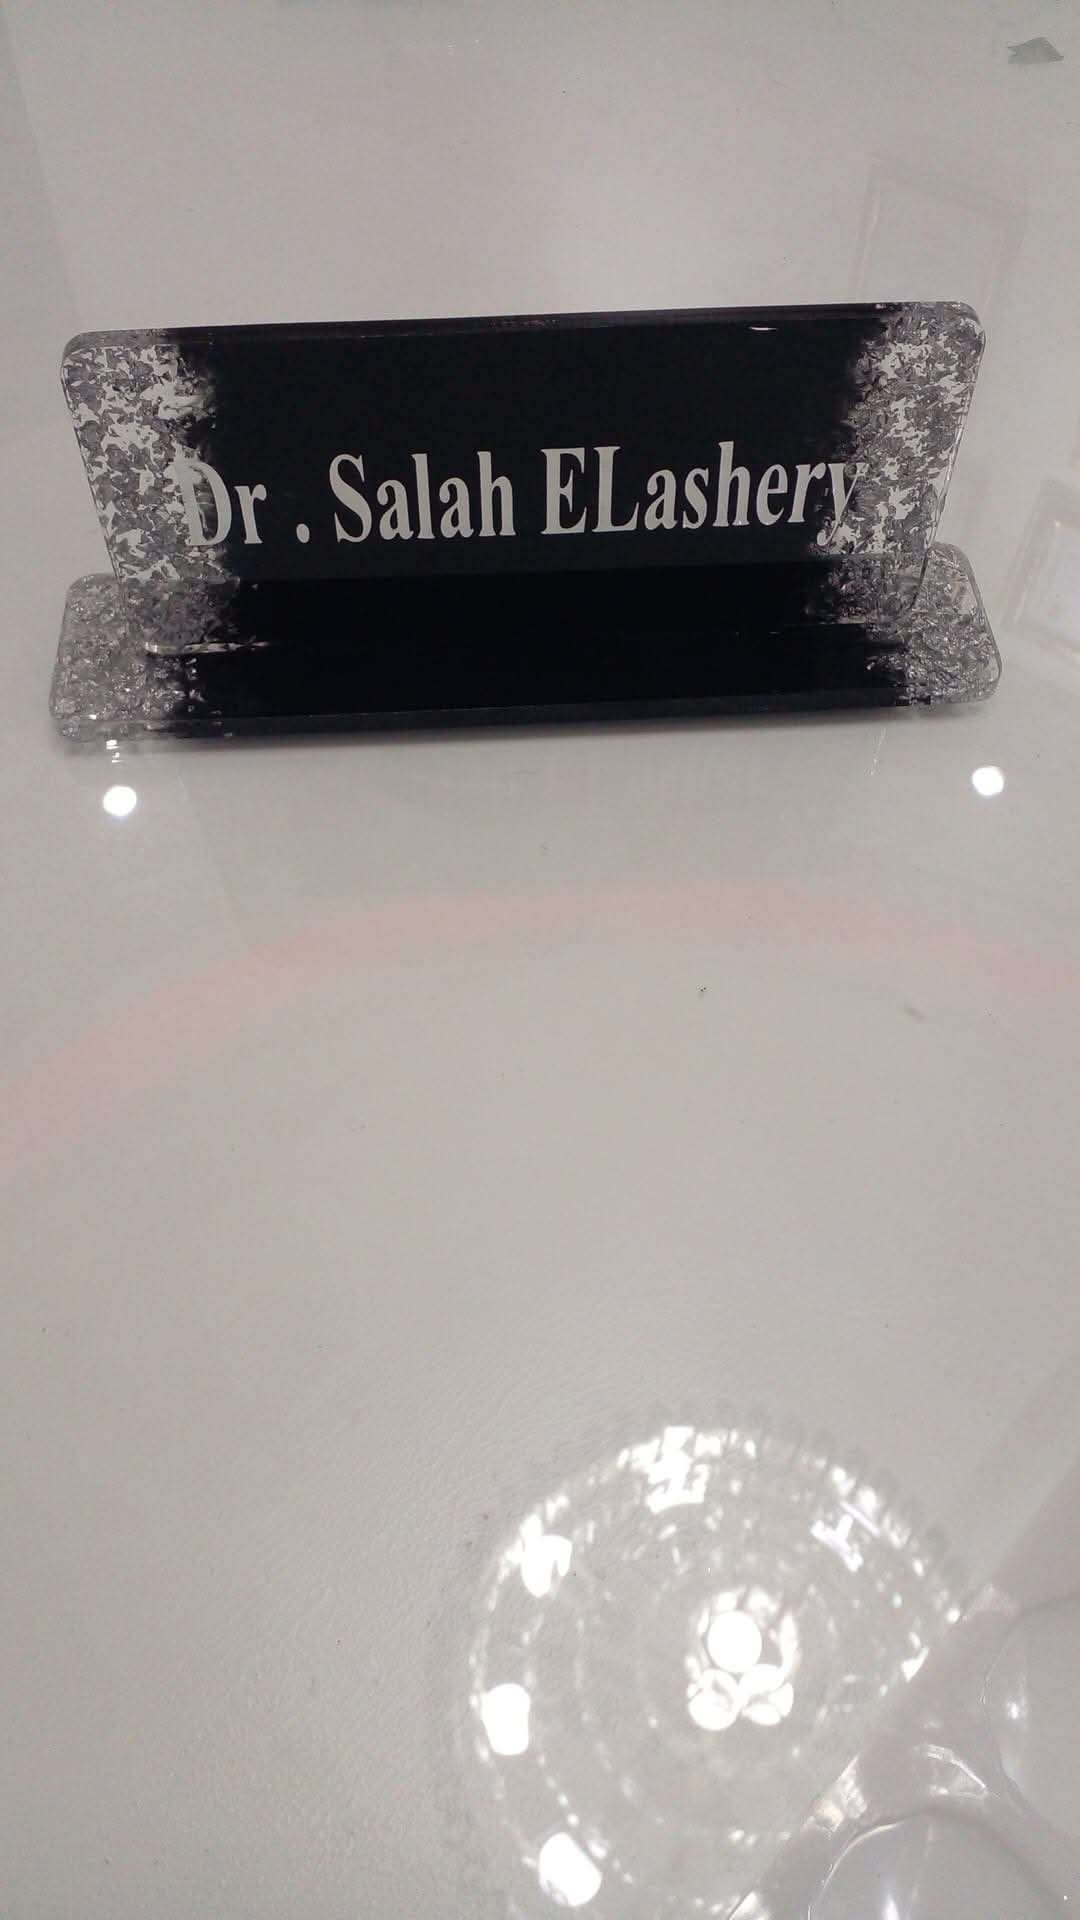 Dr . Salah ELashery